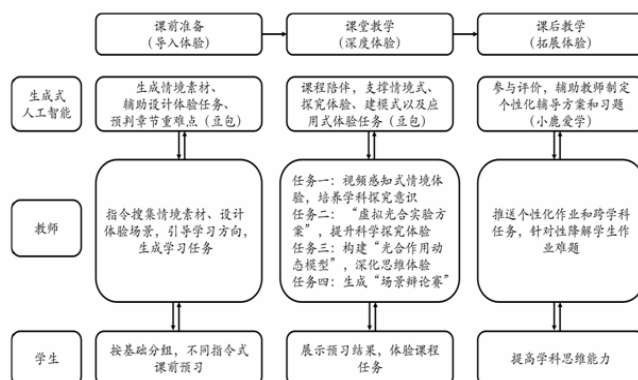 课前准备
（导入体验）
课堂教学
（深度体验）
课后教学
（拓展体验）
生成式
人工智能
生成情境素材、
辅助设计体验任务、
预判章节重难点（豆包）
课程陪伴，支撑情境式、
探究体验、建模式以及应
用式体验任务（豆包）
参与评价，辅助教师制定
个性化辅导方案和习题
（小鹿爱学）
教师
指令搜集情境素材、设计
体验场景，引导学习方向，
生成学习任务
任务一：视频感知式情境体
验，培养学科探究意识
任务二：“虚拟光合实验方
案”，提升科学探究体验
任务三：构建“光合作用动
态模型”，深化思维体验
任务四：生成“场景辩论赛”
推送个性化作业和跨学科
任务，针对性降解学生作
业难题
学生
按基础分组，不同指令式
课前预习
展示预习结果，体验课程
任务
提高学科思维能力